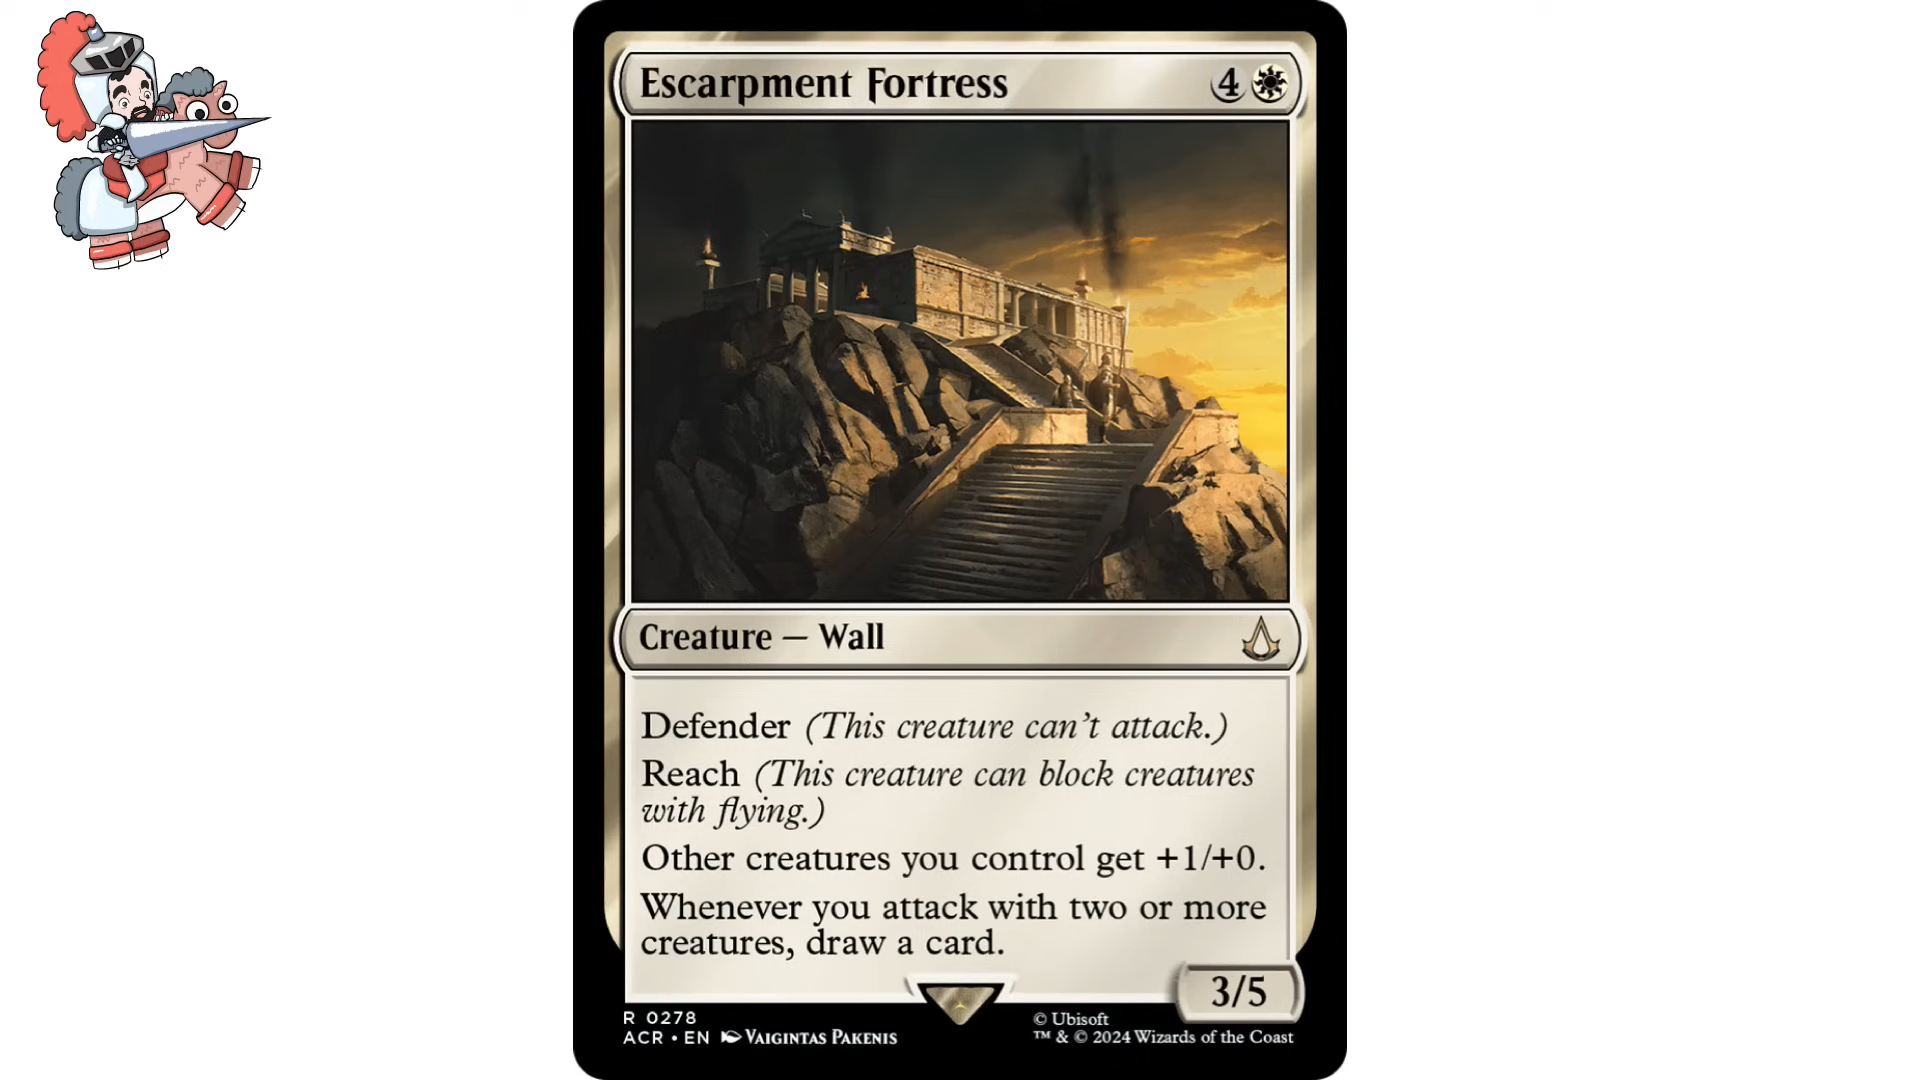 Escarpment Fortress 4
Creature — Wall
Defender (This creature can't attack.)
Reach (This creature can block creatures
with flying.)
Other creatures you control get +1/+0.
Whenever you attack with two or more
creatures, draw a card.
3/5
R 0278
ACR • EN VAIGINTAS PAKENIS
© Ubisoft
™ & © 2024 Wizards of the Coast